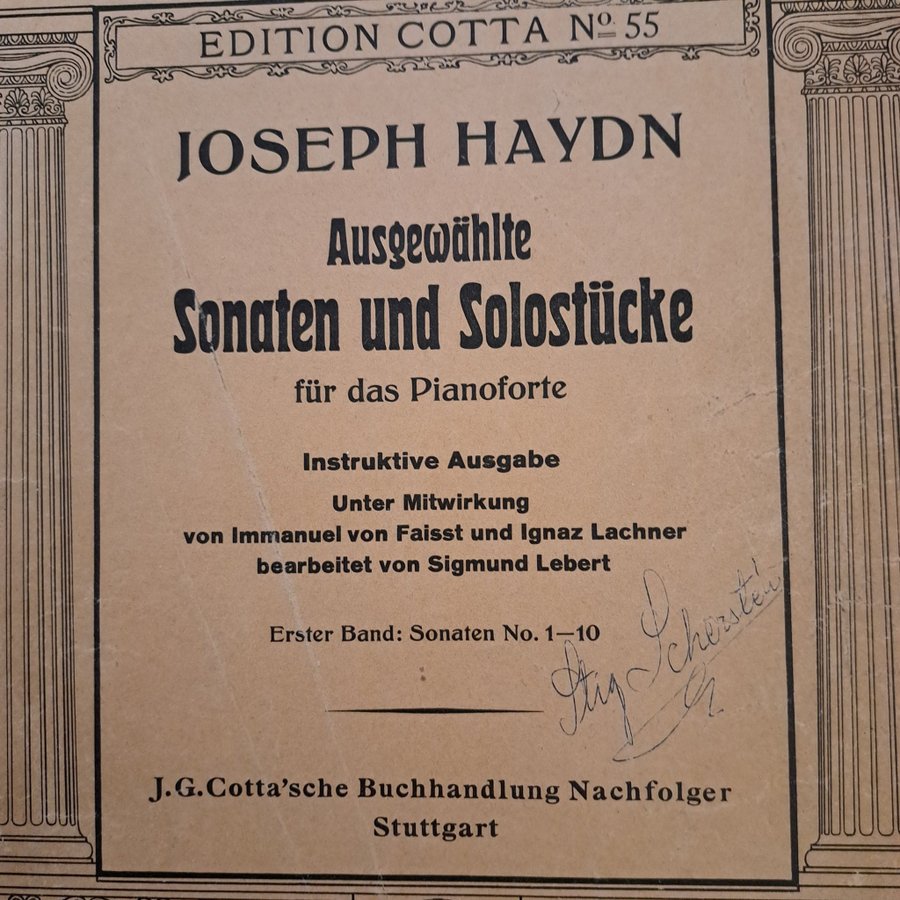 EDITION COTTA No. 55
JOSEPH HAYDN
Ausgewählte
Sonaten und Solostücke
für das Pianoforte
Instruktive Ausgabe
Unter Mitwirkung
von Immanuel von Faisst und Ignaz Lachner
bearbeitet von Sigmund Lebert
Erster Band: Sonaten No. 1—10
Stig Scherstén
J.G.Cotta'sche Buchhandlung Nachfolger
Stuttgart